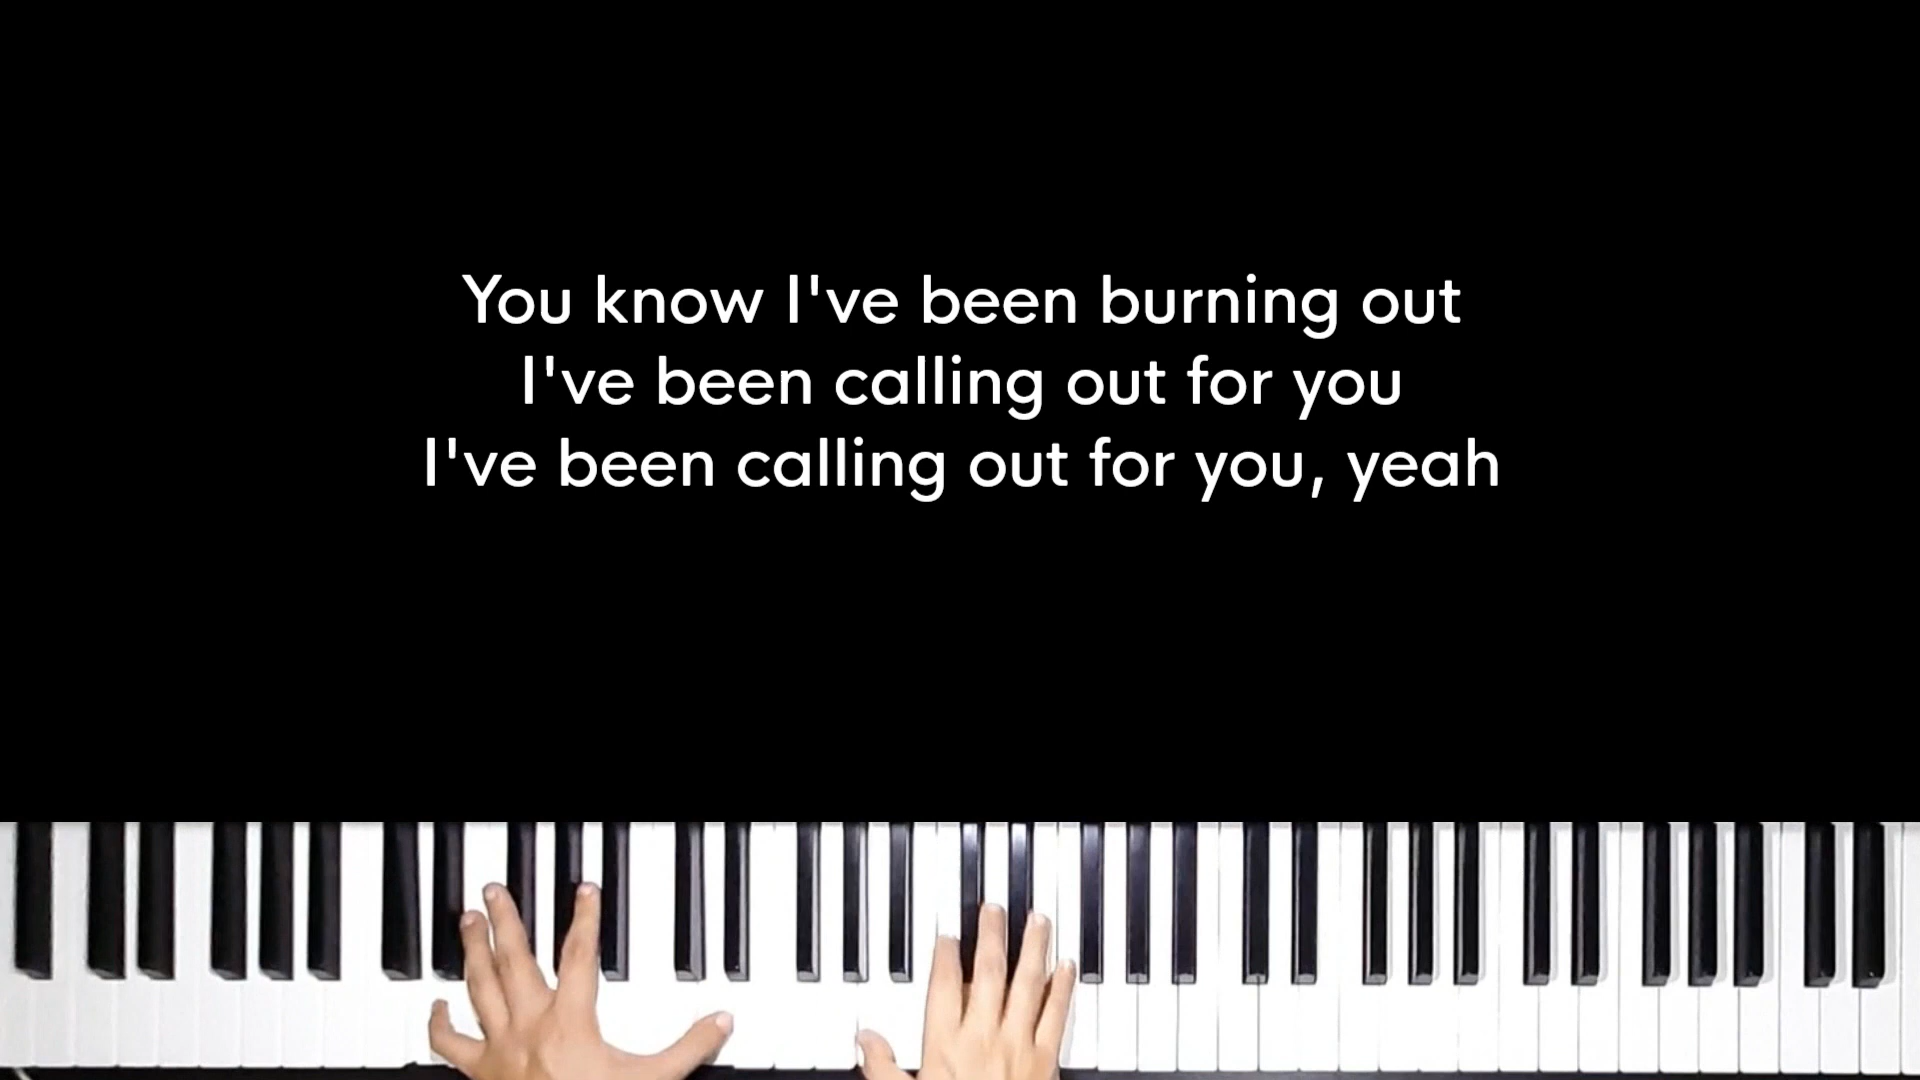 You know I've been burning out
I've been calling out for you
I've been calling out for you, yeah